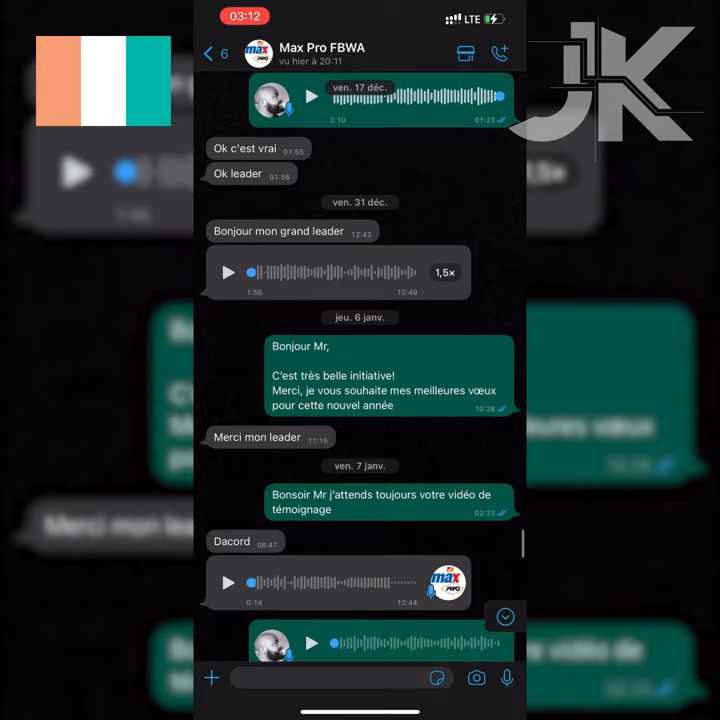 03:12
LTE
6
max
PRO
Max Pro FBWA
vu hier à 20:11
JK
ven. 17 déc.
2:10
01:23
Ok c'est vrai
01:55
Ok leader
01:56
ven. 31 déc.
Bonjour mon grand leader
12:43
1,5×
1:56
12:49
jeu. 6 janv.
Bonjour Mr,
C'est très belle initiative!
Merci, je vous souhaite mes meilleures vœux
pour cette nouvel année
10:28
Merci mon leader
11:15
ven. 7 janv.
Bonsoir Mr j'attends toujours votre vidéo de
témoignage
02:33
Dacord
08:47
max
PRO
0:14
12:44